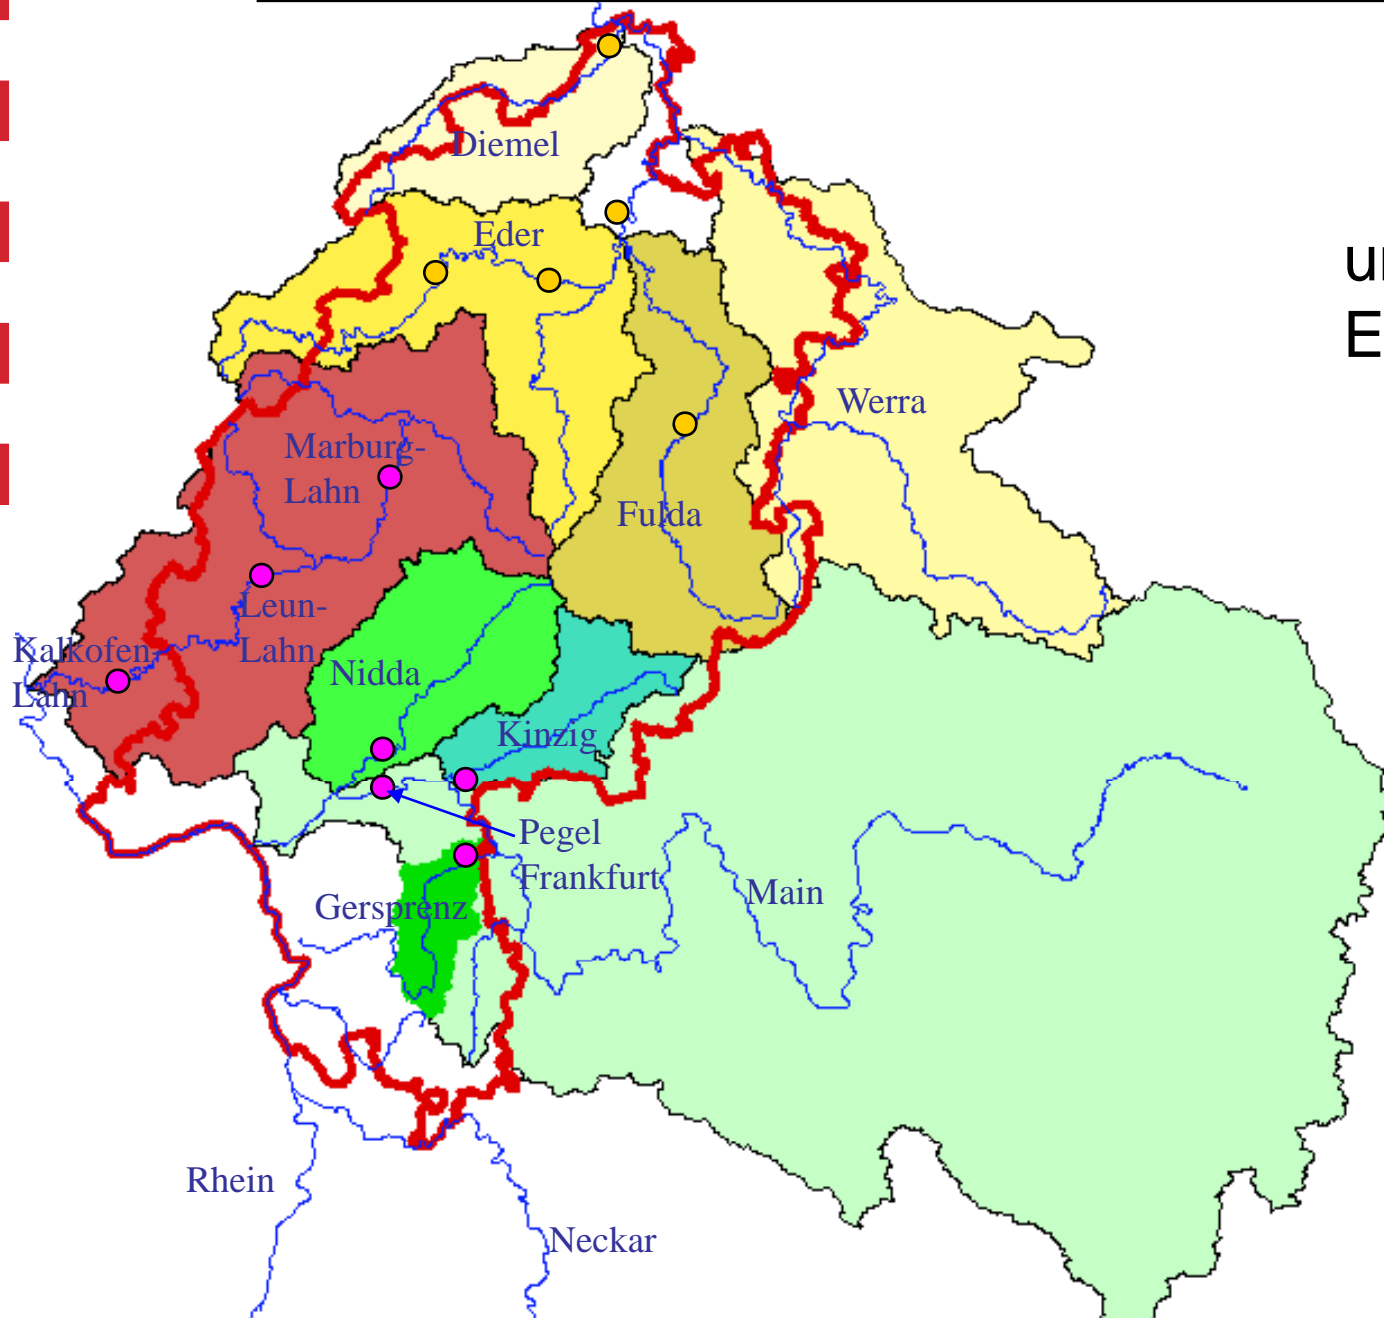 Diemel
Eder
u
E
Werra
Marburg-
Lahn
Fulda
Leun-
Lahn
Kalkofen-
Lahn
Nidda
Kinzig
Pegel
Frankfurt
Main
Gersprenz
Rhein
Neckar